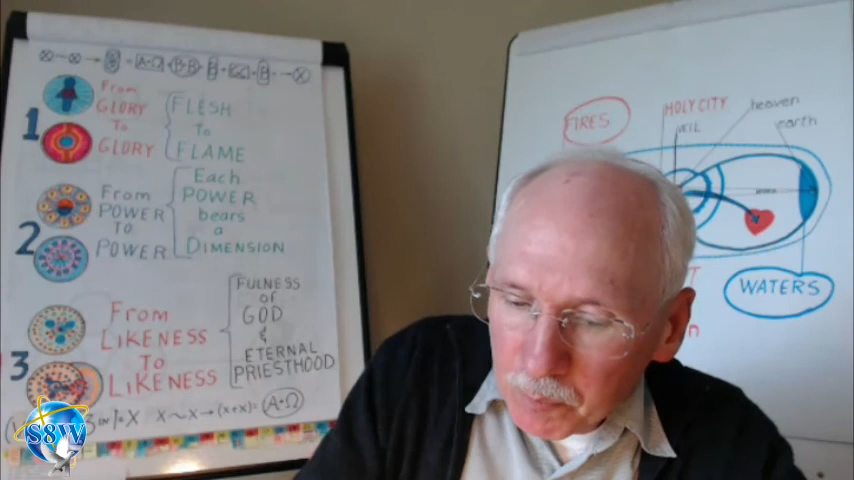 1
From
GLORY
To
GLORY
FLESH
To
FLAME
2
From
POWER
TO
POWER
Each
POWER
bears
a
DIMENSION
3
From
LIKENESS
To
LIKENESS
FULNESS
of
GOD
&
ETERNAL
PRIESTHOOD
X ~ X → (x+x)= A·Ω
S8W
FIRES
HOLY CITY
heaven
earth
WATERS